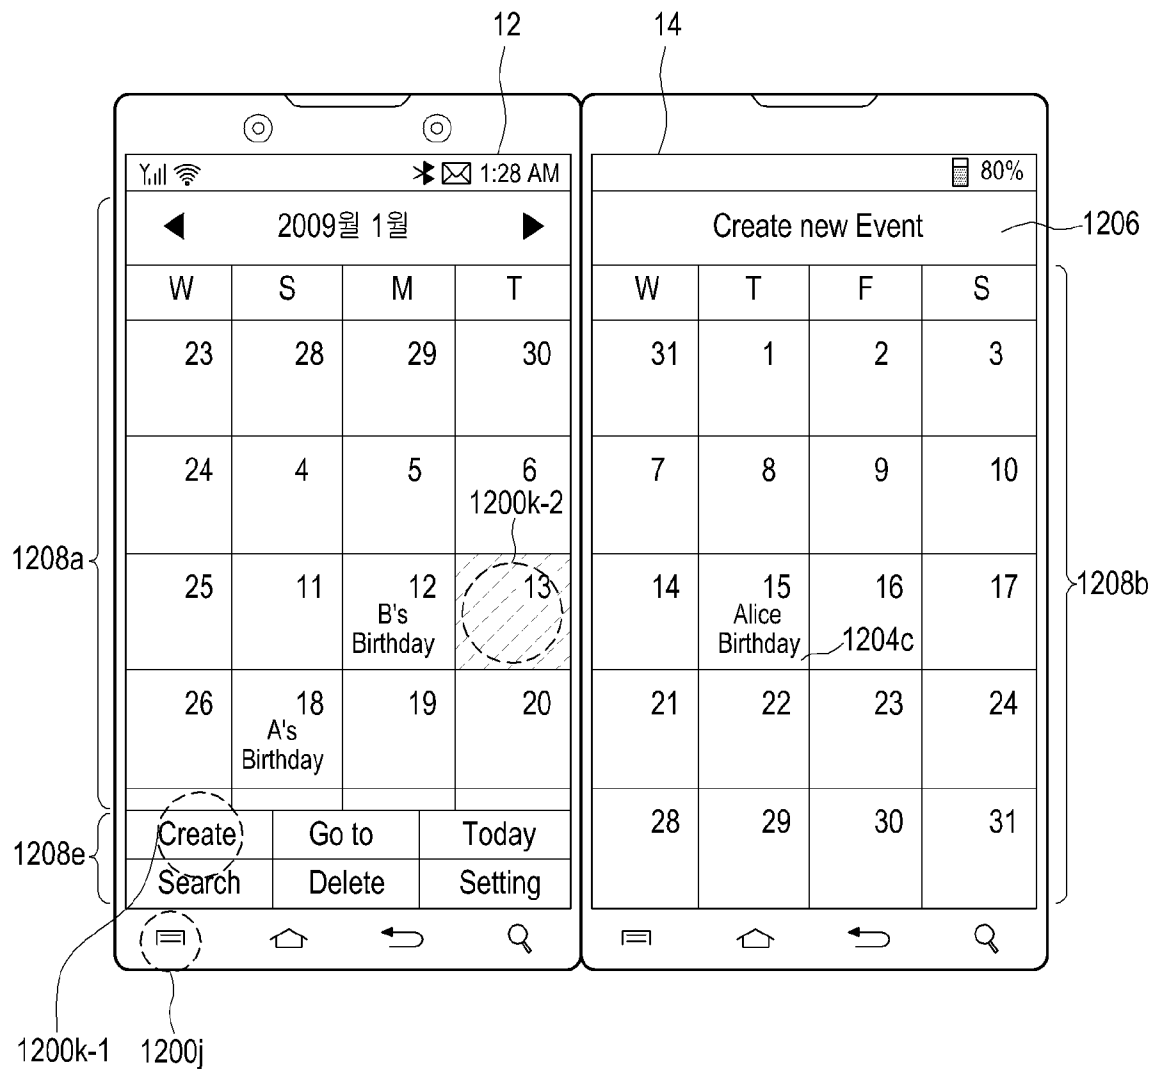 12 14
1:28 AM 80%
2009월 1월 Create new Event 1206
W S M T W T F S
23 28 29 30 31 1 2 3
24 4 5 6 7 8 9 10
1200k-2
1208a 1208b
25 11 12 13 14 15 16 17
B's Alice
Birthday Birthday 1204c
26 18 19 20 21 22 23 24
A's
Birthday
28 29 30 31
Create Go to Today
1208e
Search Delete Setting
1200k-1 1200j